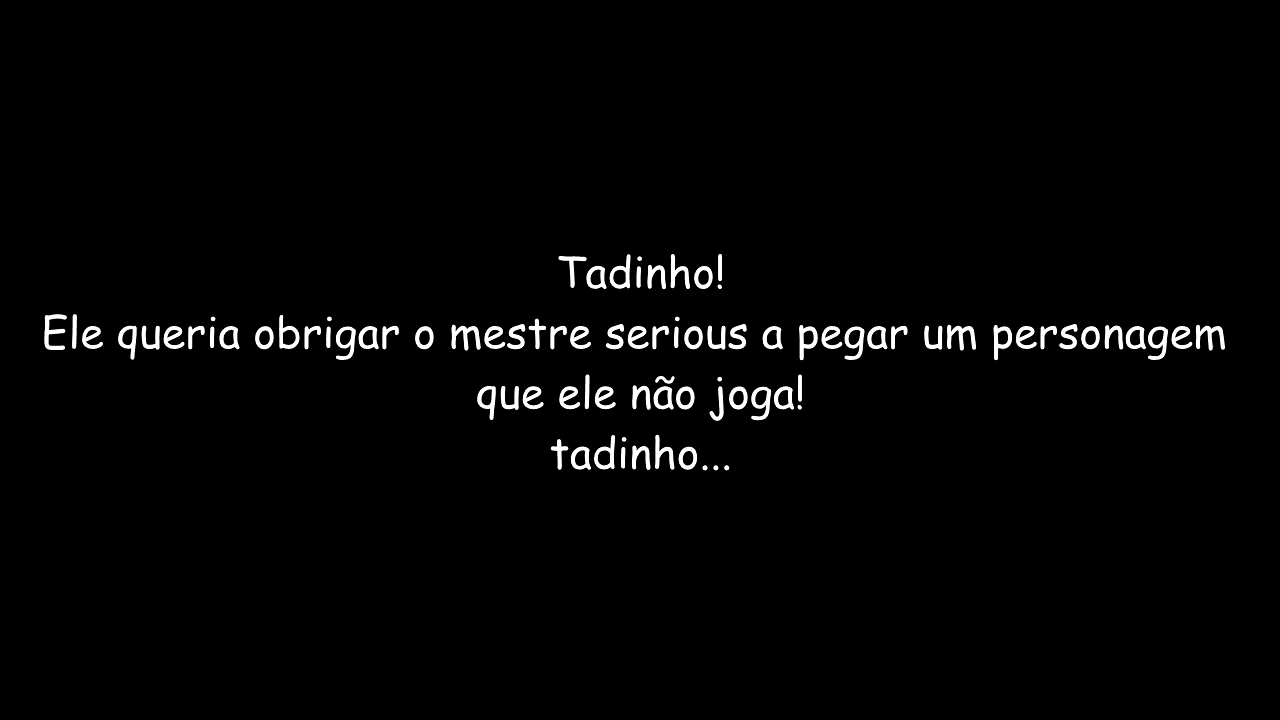 Tadinho!
Ele queria obrigar o mestre serious a pegar um personagem
que ele não joga!
tadinho...